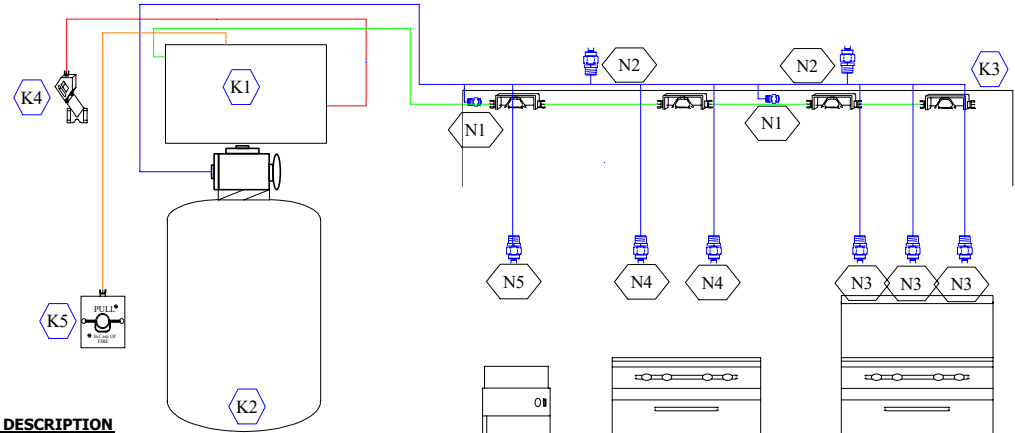 N2
N2
K3
K1
K4
N1
N1
N5
N4
N4
N3
N3
N3
PULL
In Case Of
FIRE
K5
K2
DESCRIPTION